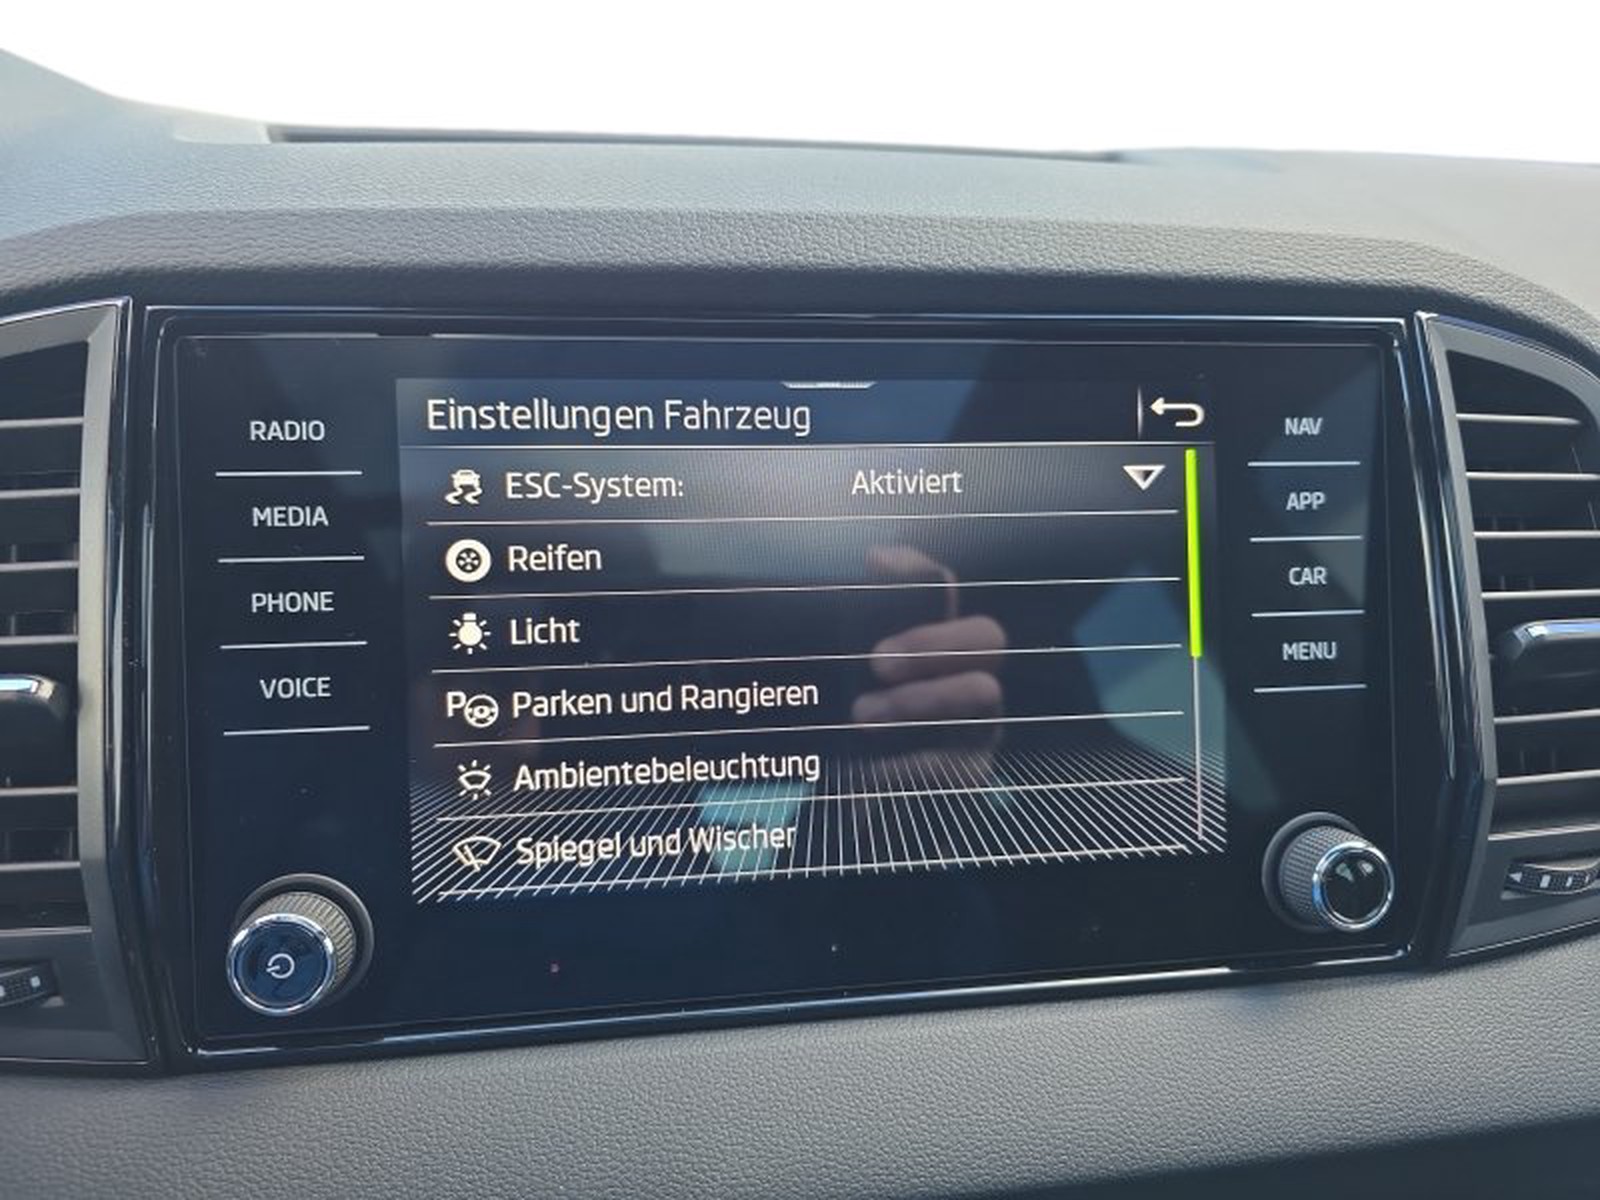 Einstellungen Fahrzeug
ESC-System: Aktiviert
Reifen
Licht
P Parken und Rangieren
Ambientebeleuchtung
Spiegel und Wischer
RADIO
MEDIA
PHONE
VOICE
NAV
APP
CAR
MENU